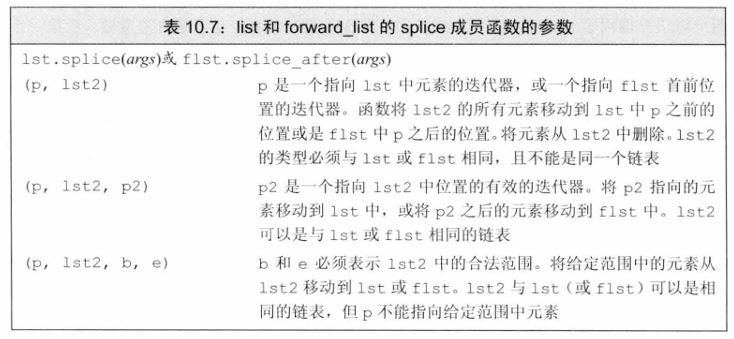 表 10.7：list 和 forward_list 的 splice 成员函数的参数
lst.splice(args)或 flst.splice_after(args)
(p, lst2) p 是一个指向 lst 中元素的迭代器，或一个指向 flst 首前位
置的迭代器。函数将 lst2 的所有元素移动到 lst 中 p 之前的
位置或是 flst 中 p 之后的位置。将元素从 lst2 中删除。lst2
的类型必须与 lst 或 flst 相同，且不能是同一个链表
(p, lst2, p2) p2 是一个指向 lst2 中位置的有效的迭代器。将 p2 指向的元
素移动到 lst 中，或将 p2 之后的元素移动到 flst 中。lst2
可以是与 lst 或 flst 相同的链表
(p, lst2, b, e) b 和 e 必须表示 lst2 中的合法范围。将给定范围中的元素从
lst2 移动到 lst 或 flst。lst2 与 lst（或 flst）可以是相
同的链表，但 p 不能指向给定范围中元素